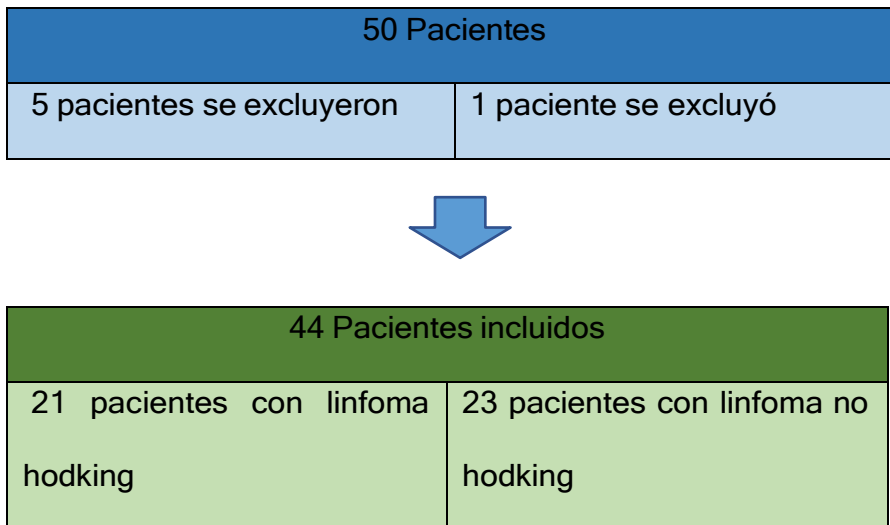 50 Pacientes
5 pacientes se excluyeron
1 paciente se excluyó
44 Pacientes incluidos
21 pacientes con linfoma
hodking
23 pacientes con linfoma no
hodking